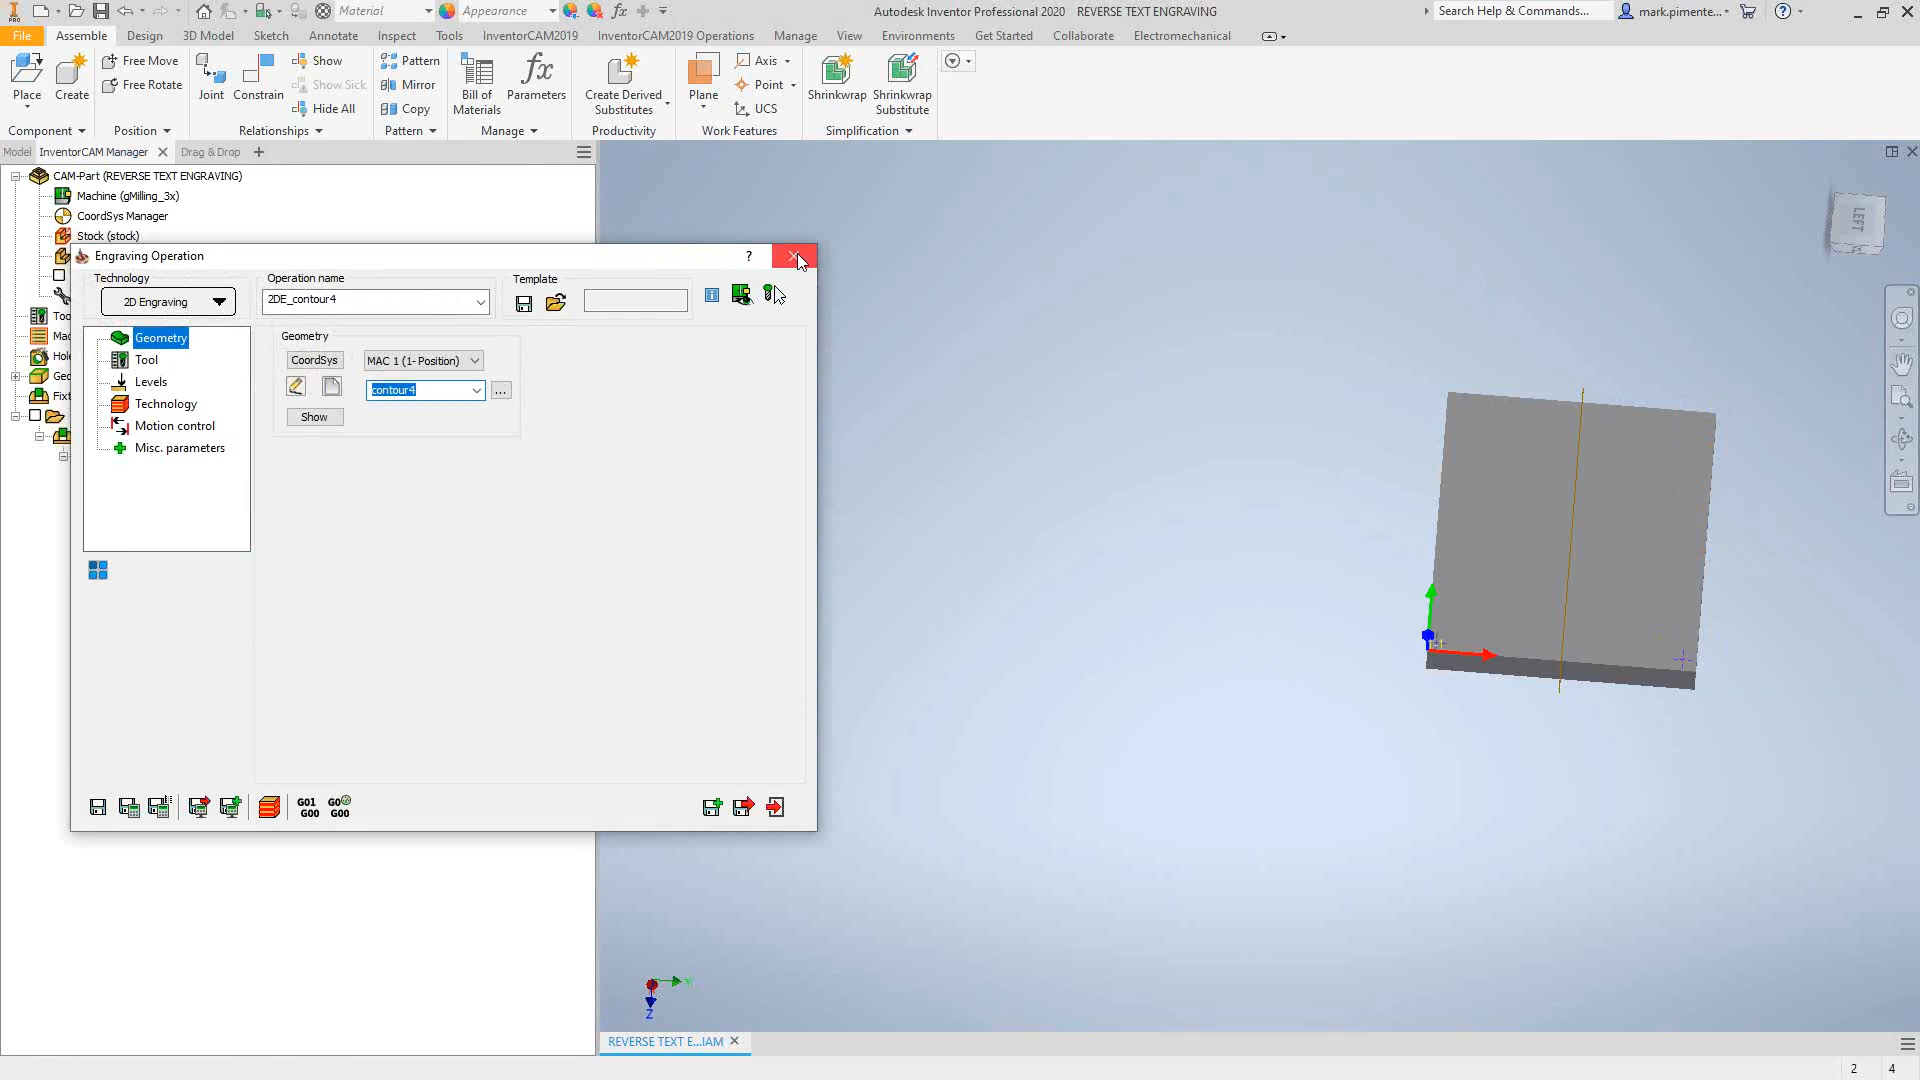 PRO
Material
Appearance
Autodesk Inventor Professional 2020 REVERSE TEXT ENGRAVING
Search Help & Commands...
mark.pimente...
File Assemble Design 3D Model Sketch Annotate Inspect Tools InventorCAM2019 InventorCAM2019 Operations Manage View Environments Get Started Collaborate Electromechanical
Place
Create
Component
Free Move
Free Rotate
Position
Joint
Constrain
Show
Show Sick
Hide All
Relationships
Pattern
Mirror
Copy
Pattern
Bill of Materials
Parameters
Manage
Create Derived Substitutes
Productivity
Plane
Axis
Point
UCS
Work Features
Shrinkwrap
Shrinkwrap Substitute
Simplification
Model InventorCAM Manager Drag & Drop
CAM-Part (REVERSE TEXT ENGRAVING)
Machine (gMilling_3x)
CoordSys Manager
Stock (stock)
Engraving Operation ?
Technology
2D Engraving
Operation name
2DE_contour4
Template
Geometry
Tool
Levels
Technology
Motion control
Misc. parameters
Geometry
CoordSys MAC 1 (1- Position)
contour4 ...
Show
G01 G00
G0 G00
LEFT
Y
Z
REVERSE TEXT E...IAM
2 4